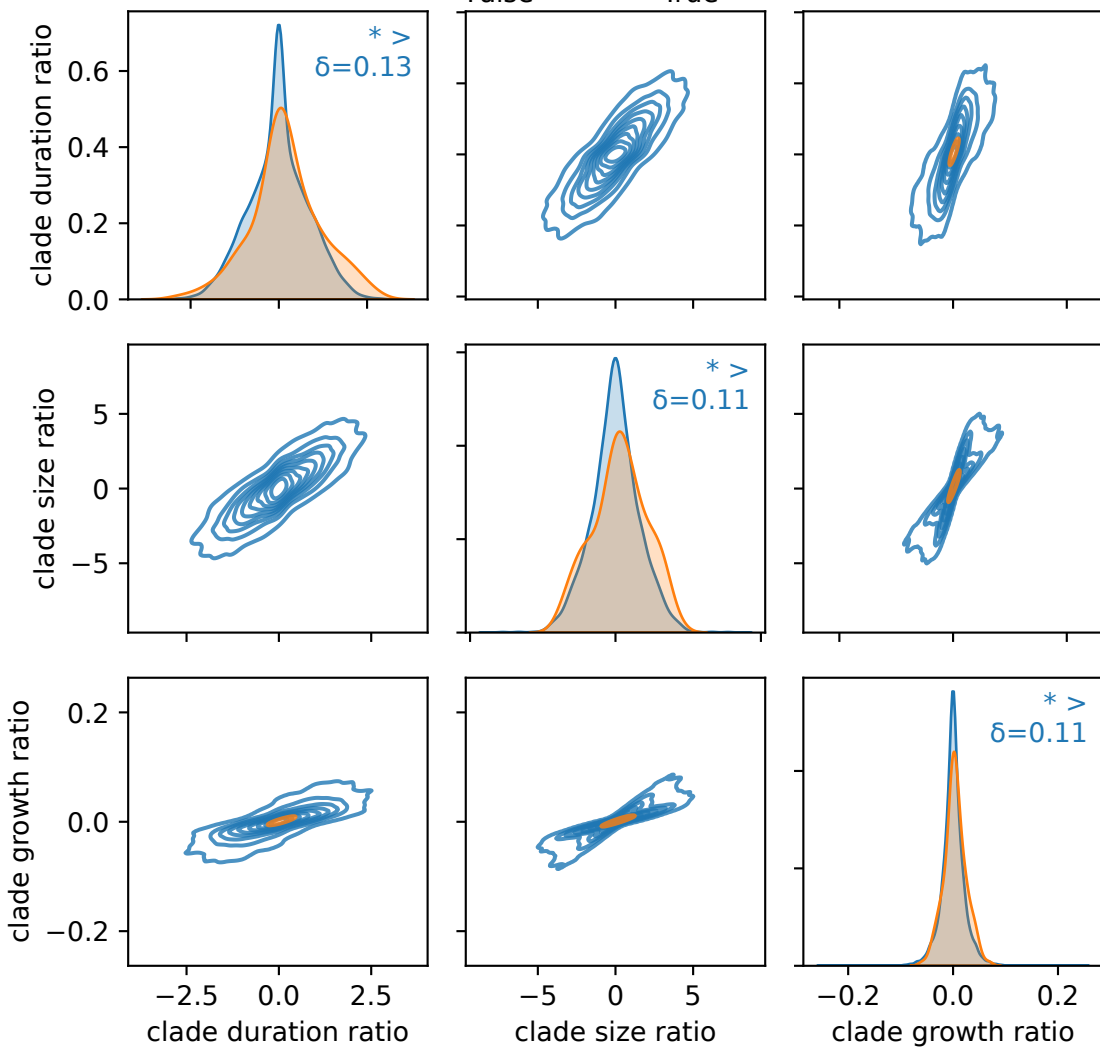 False True
clade duration ratio
0.6
0.4
0.2
0.0
* >
δ=0.13
clade size ratio
5
0
−5
* >
δ=0.11
clade growth ratio
0.2
0.0
−0.2
* >
δ=0.11
−2.5 0.0 2.5
−5 0 5
−0.2 0.0 0.2
clade duration ratio
clade size ratio
clade growth ratio